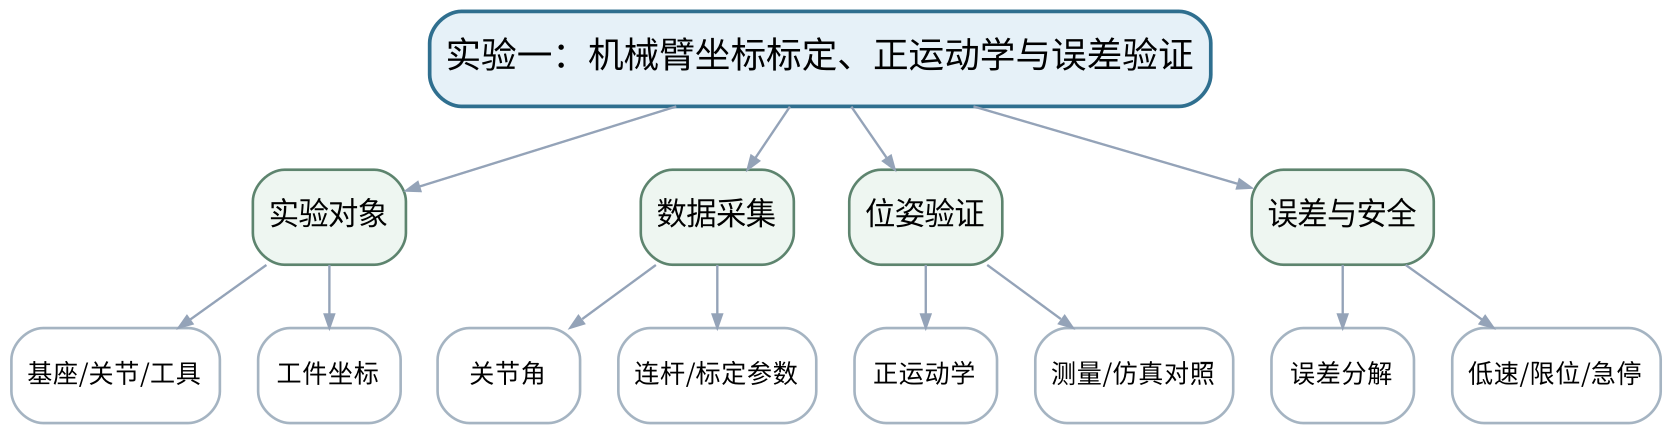 实验一：机械臂坐标标定、正运动学与误差验证
实验对象
数据采集
位姿验证
误差与安全
基座/关节/工具
工件坐标
关节角
连杆/标定参数
正运动学
测量/仿真对照
误差分解
低速/限位/急停